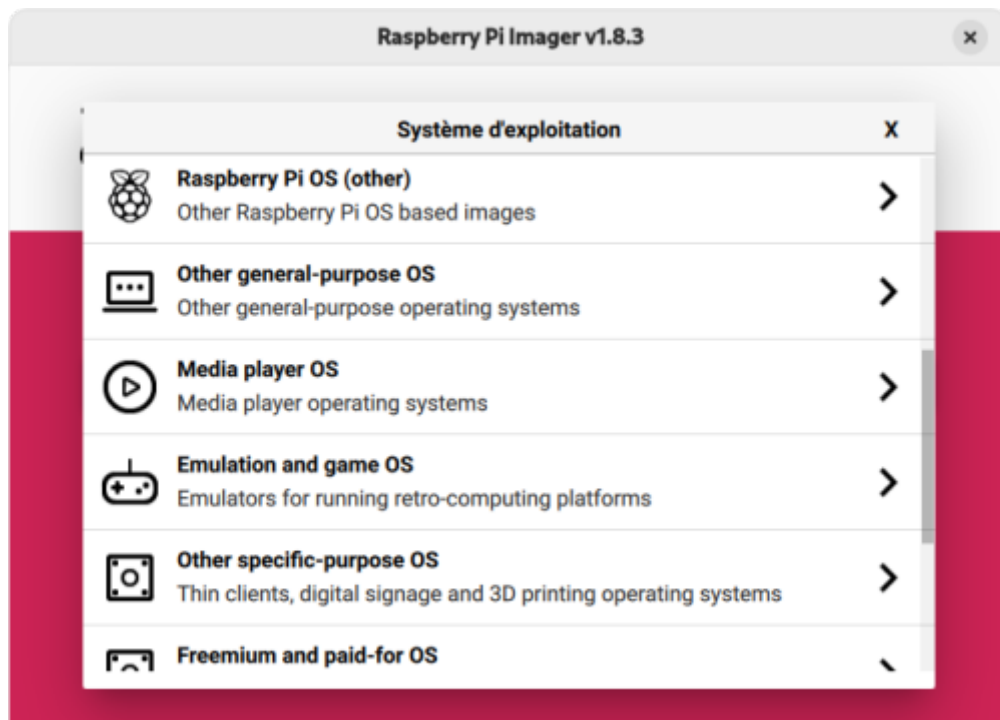 Raspberry Pi Imager v1.8.3
Système d'exploitation
X
Raspberry Pi OS (other)
Other Raspberry Pi OS based images
Other general-purpose OS
Other general-purpose operating systems
Media player OS
Media player operating systems
Emulation and game OS
Emulators for running retro-computing platforms
Other specific-purpose OS
Thin clients, digital signage and 3D printing operating systems
Freemium and paid-for OS